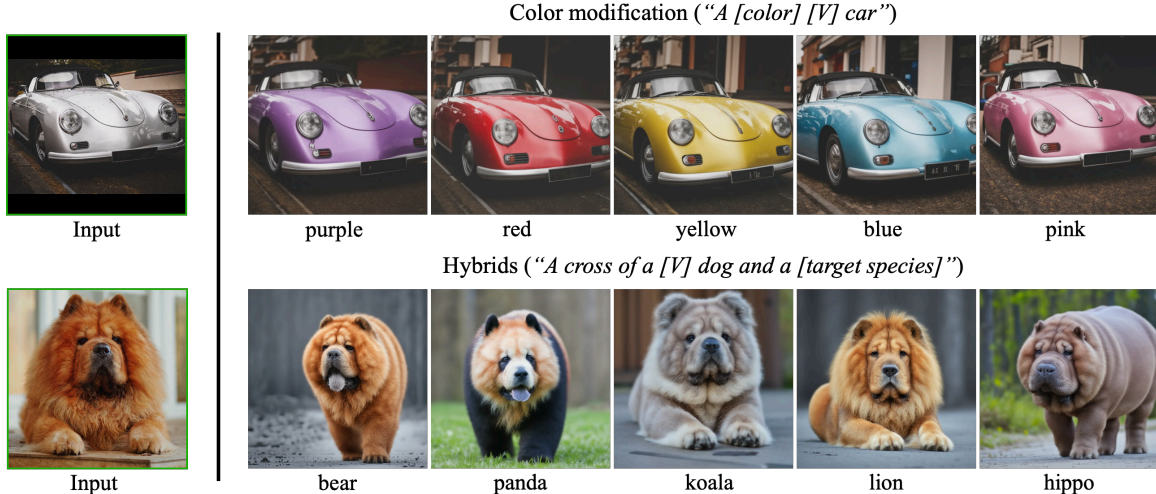 Color modification (“A [color] [V] car”)
Input
purple
red
yellow
blue
pink
Hybrids (“A cross of a [V] dog and a [target species]”)
Input
bear
panda
koala
lion
hippo